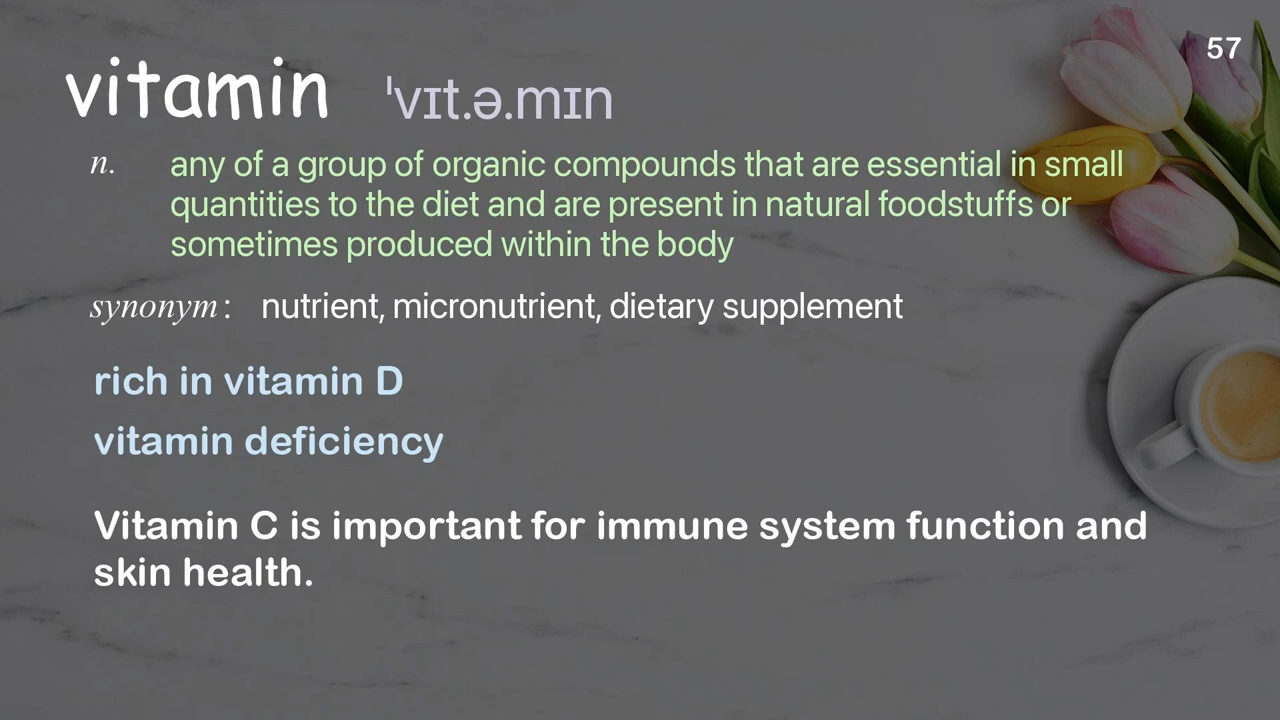 57
vitamin ˈvɪt.ə.mɪn
n. any of a group of organic compounds that are essential in small
quantities to the diet and are present in natural foodstuffs or
sometimes produced within the body
synonym: nutrient, micronutrient, dietary supplement
rich in vitamin D
vitamin deficiency
Vitamin C is important for immune system function and
skin health.